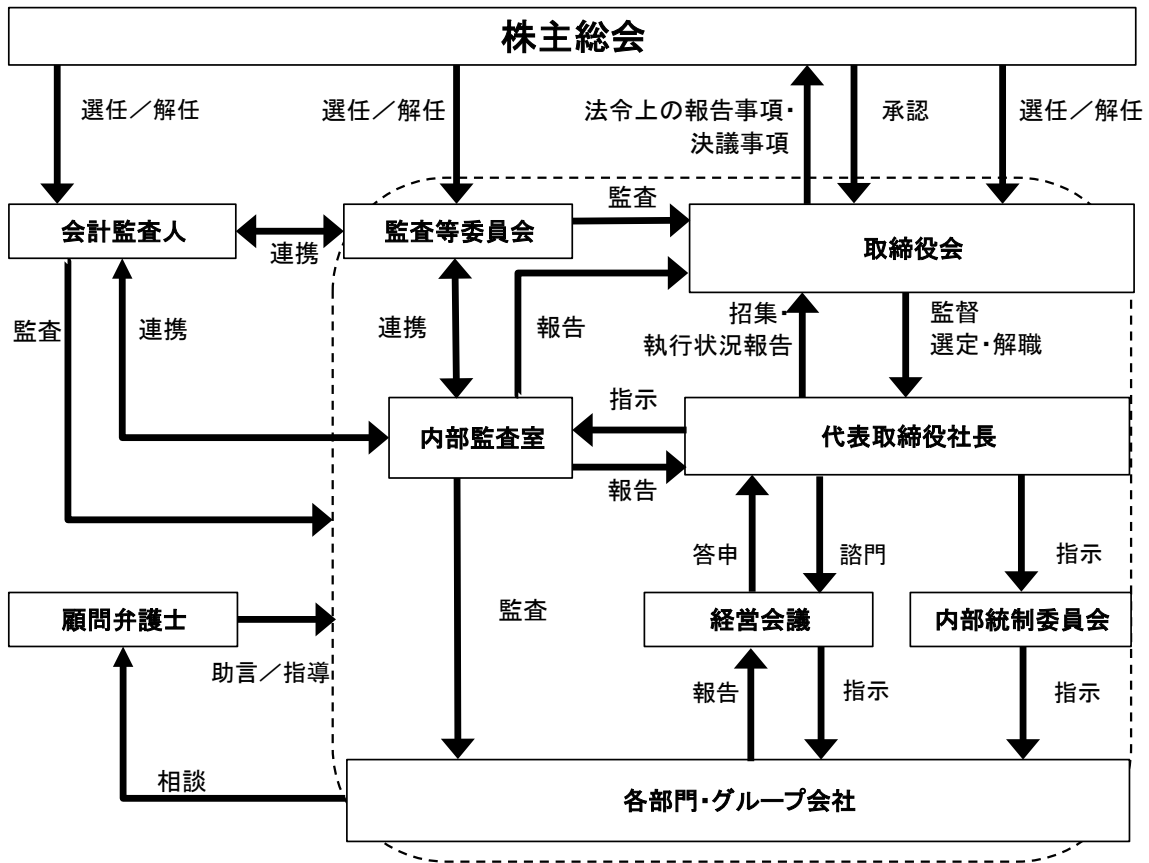 株主総会
選任／解任
選任／解任
法令上の報告事項・
決議事項
承認
選任／解任
会計監査人
連携
監査等委員会
監査
取締役会
監査
連携
連携
報告
招集・
執行状況報告
監督
選定・解職
内部監査室
指示
報告
代表取締役社長
答申
諮門
指示
顧問弁護士
助言／指導
監査
経営会議
内部統制委員会
報告
指示
指示
相談
各部門・グループ会社